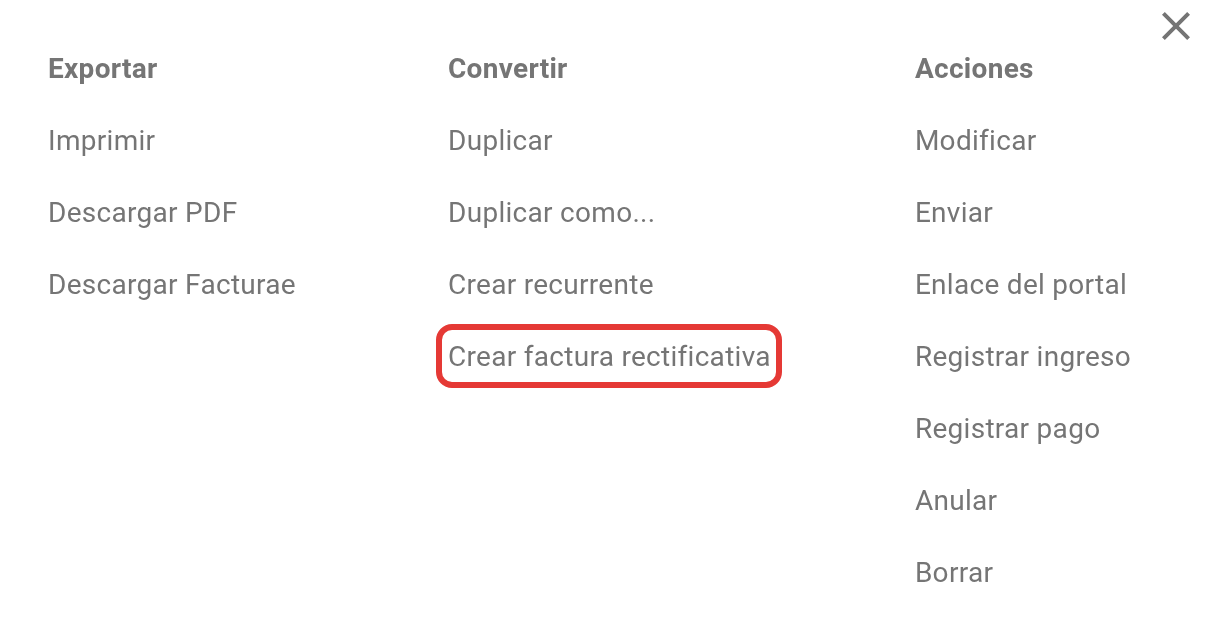 Exportar
Imprimir
Descargar PDF
Descargar Facturae
Convertir
Duplicar
Duplicar como...
Crear recurrente
Crear factura rectificativa
Acciones
Modificar
Enviar
Enlace del portal
Registrar ingreso
Registrar pago
Anular
Borrar